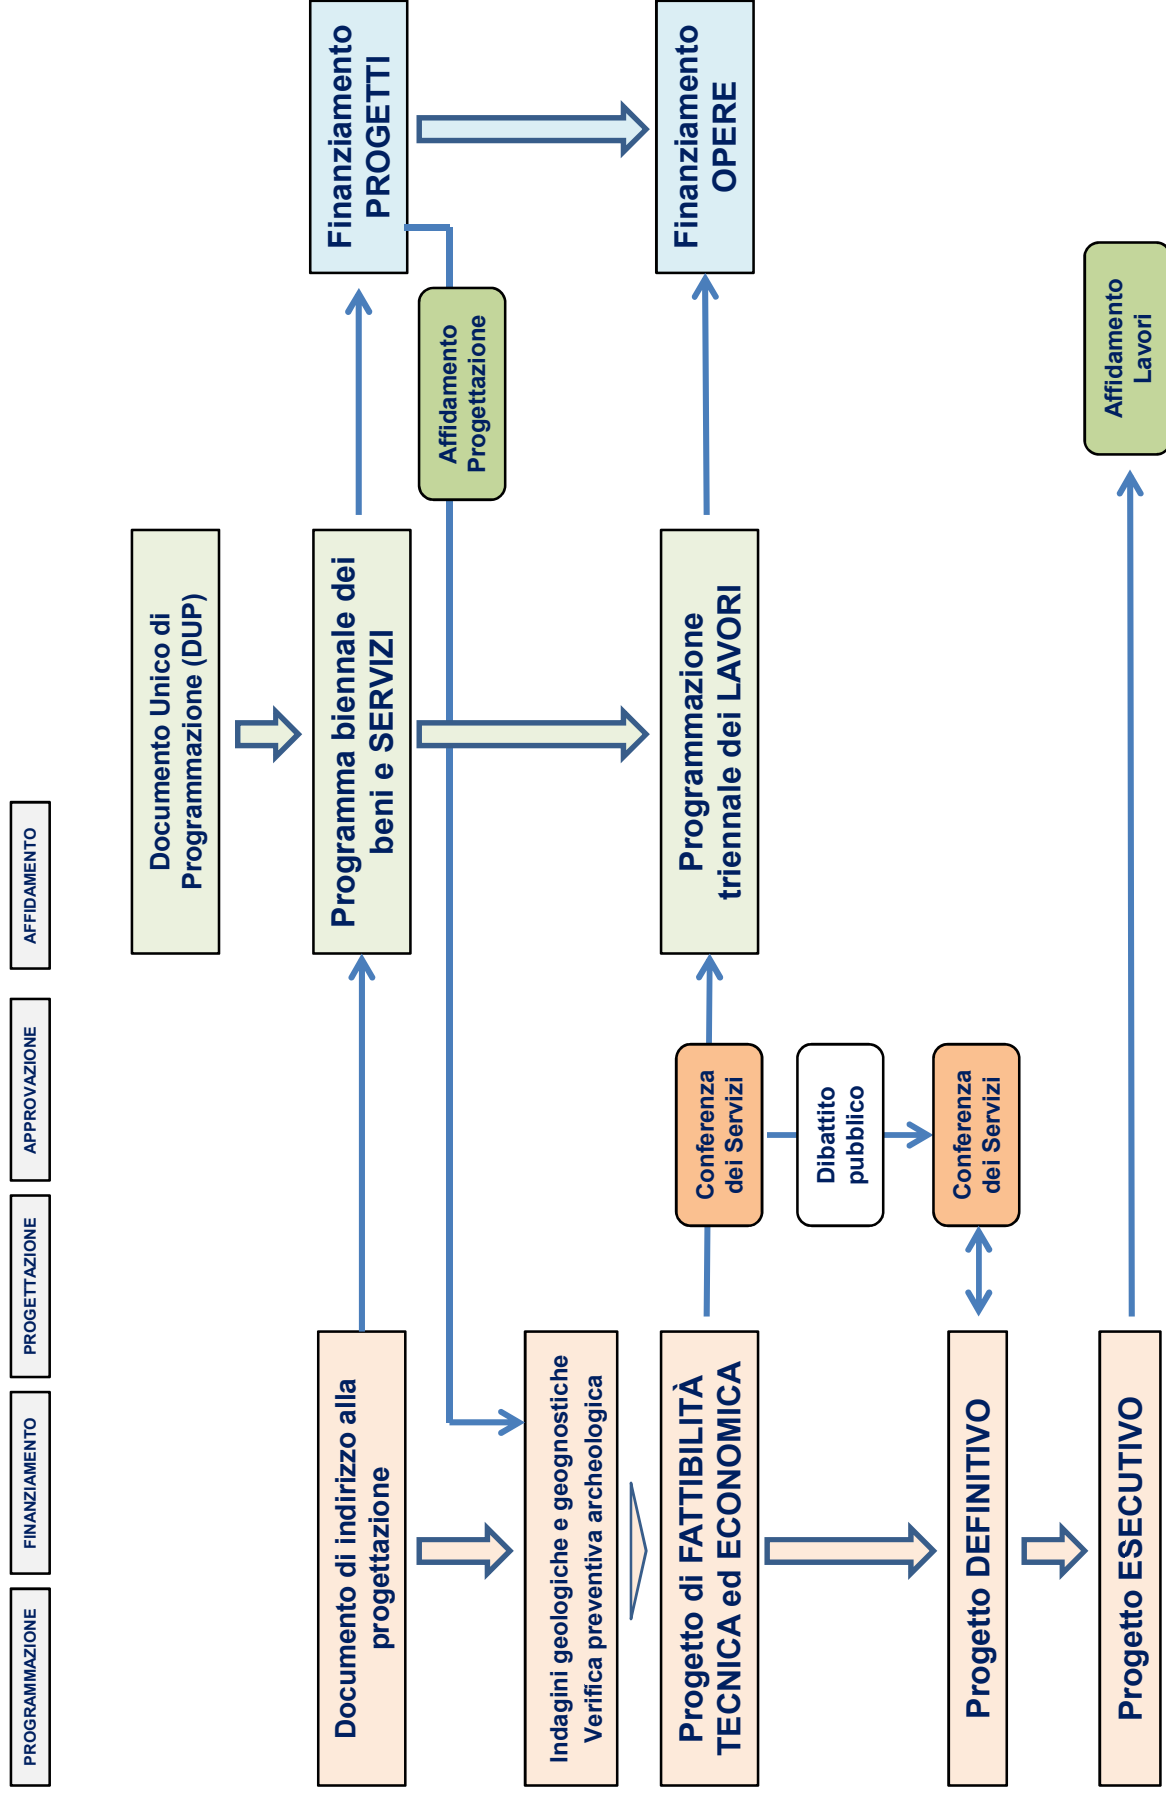 PROGRAMMAZIONE
FINANZIAMENTO
PROGETTAZIONE
APPROVAZIONE
AFFIDAMENTO
Documento Unico di
Programmazione (DUP)
Documento di indirizzo alla
progettazione
Programma biennale dei
beni e SERVIZI
Finanziamento
PROGETTI
Affidamento
Progettazione
Indagini geologiche e geognostiche
Verifica preventiva archeologica
Progetto di FATTIBILITÀ
TECNICA ed ECONOMICA
Conferenza
dei Servizi
Programmazione
triennale dei LAVORI
Finanziamento
OPERE
Dibattito
pubblico
Progetto DEFINITIVO
Conferenza
dei Servizi
Progetto ESECUTIVO
Affidamento
Lavori